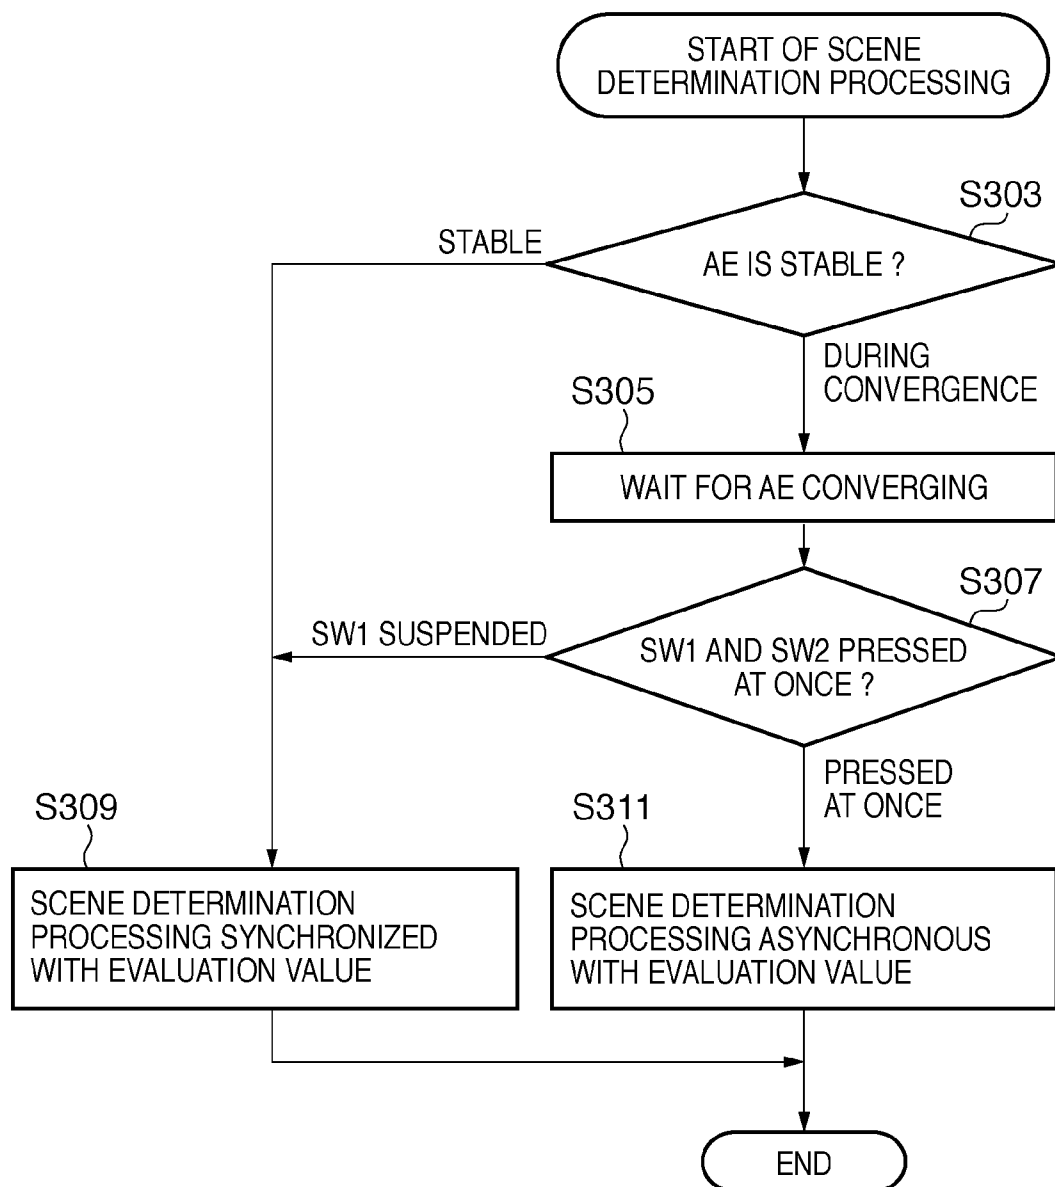 START OF SCENE
DETERMINATION PROCESSING
S303
STABLE
AE IS STABLE ?
DURING
CONVERGENCE
S305
WAIT FOR AE CONVERGING
S307
SW1 SUSPENDED
SW1 AND SW2 PRESSED
AT ONCE ?
PRESSED
AT ONCE
S309
S311
SCENE DETERMINATION
PROCESSING SYNCHRONIZED
WITH EVALUATION VALUE
SCENE DETERMINATION
PROCESSING ASYNCHRONOUS
WITH EVALUATION VALUE
END